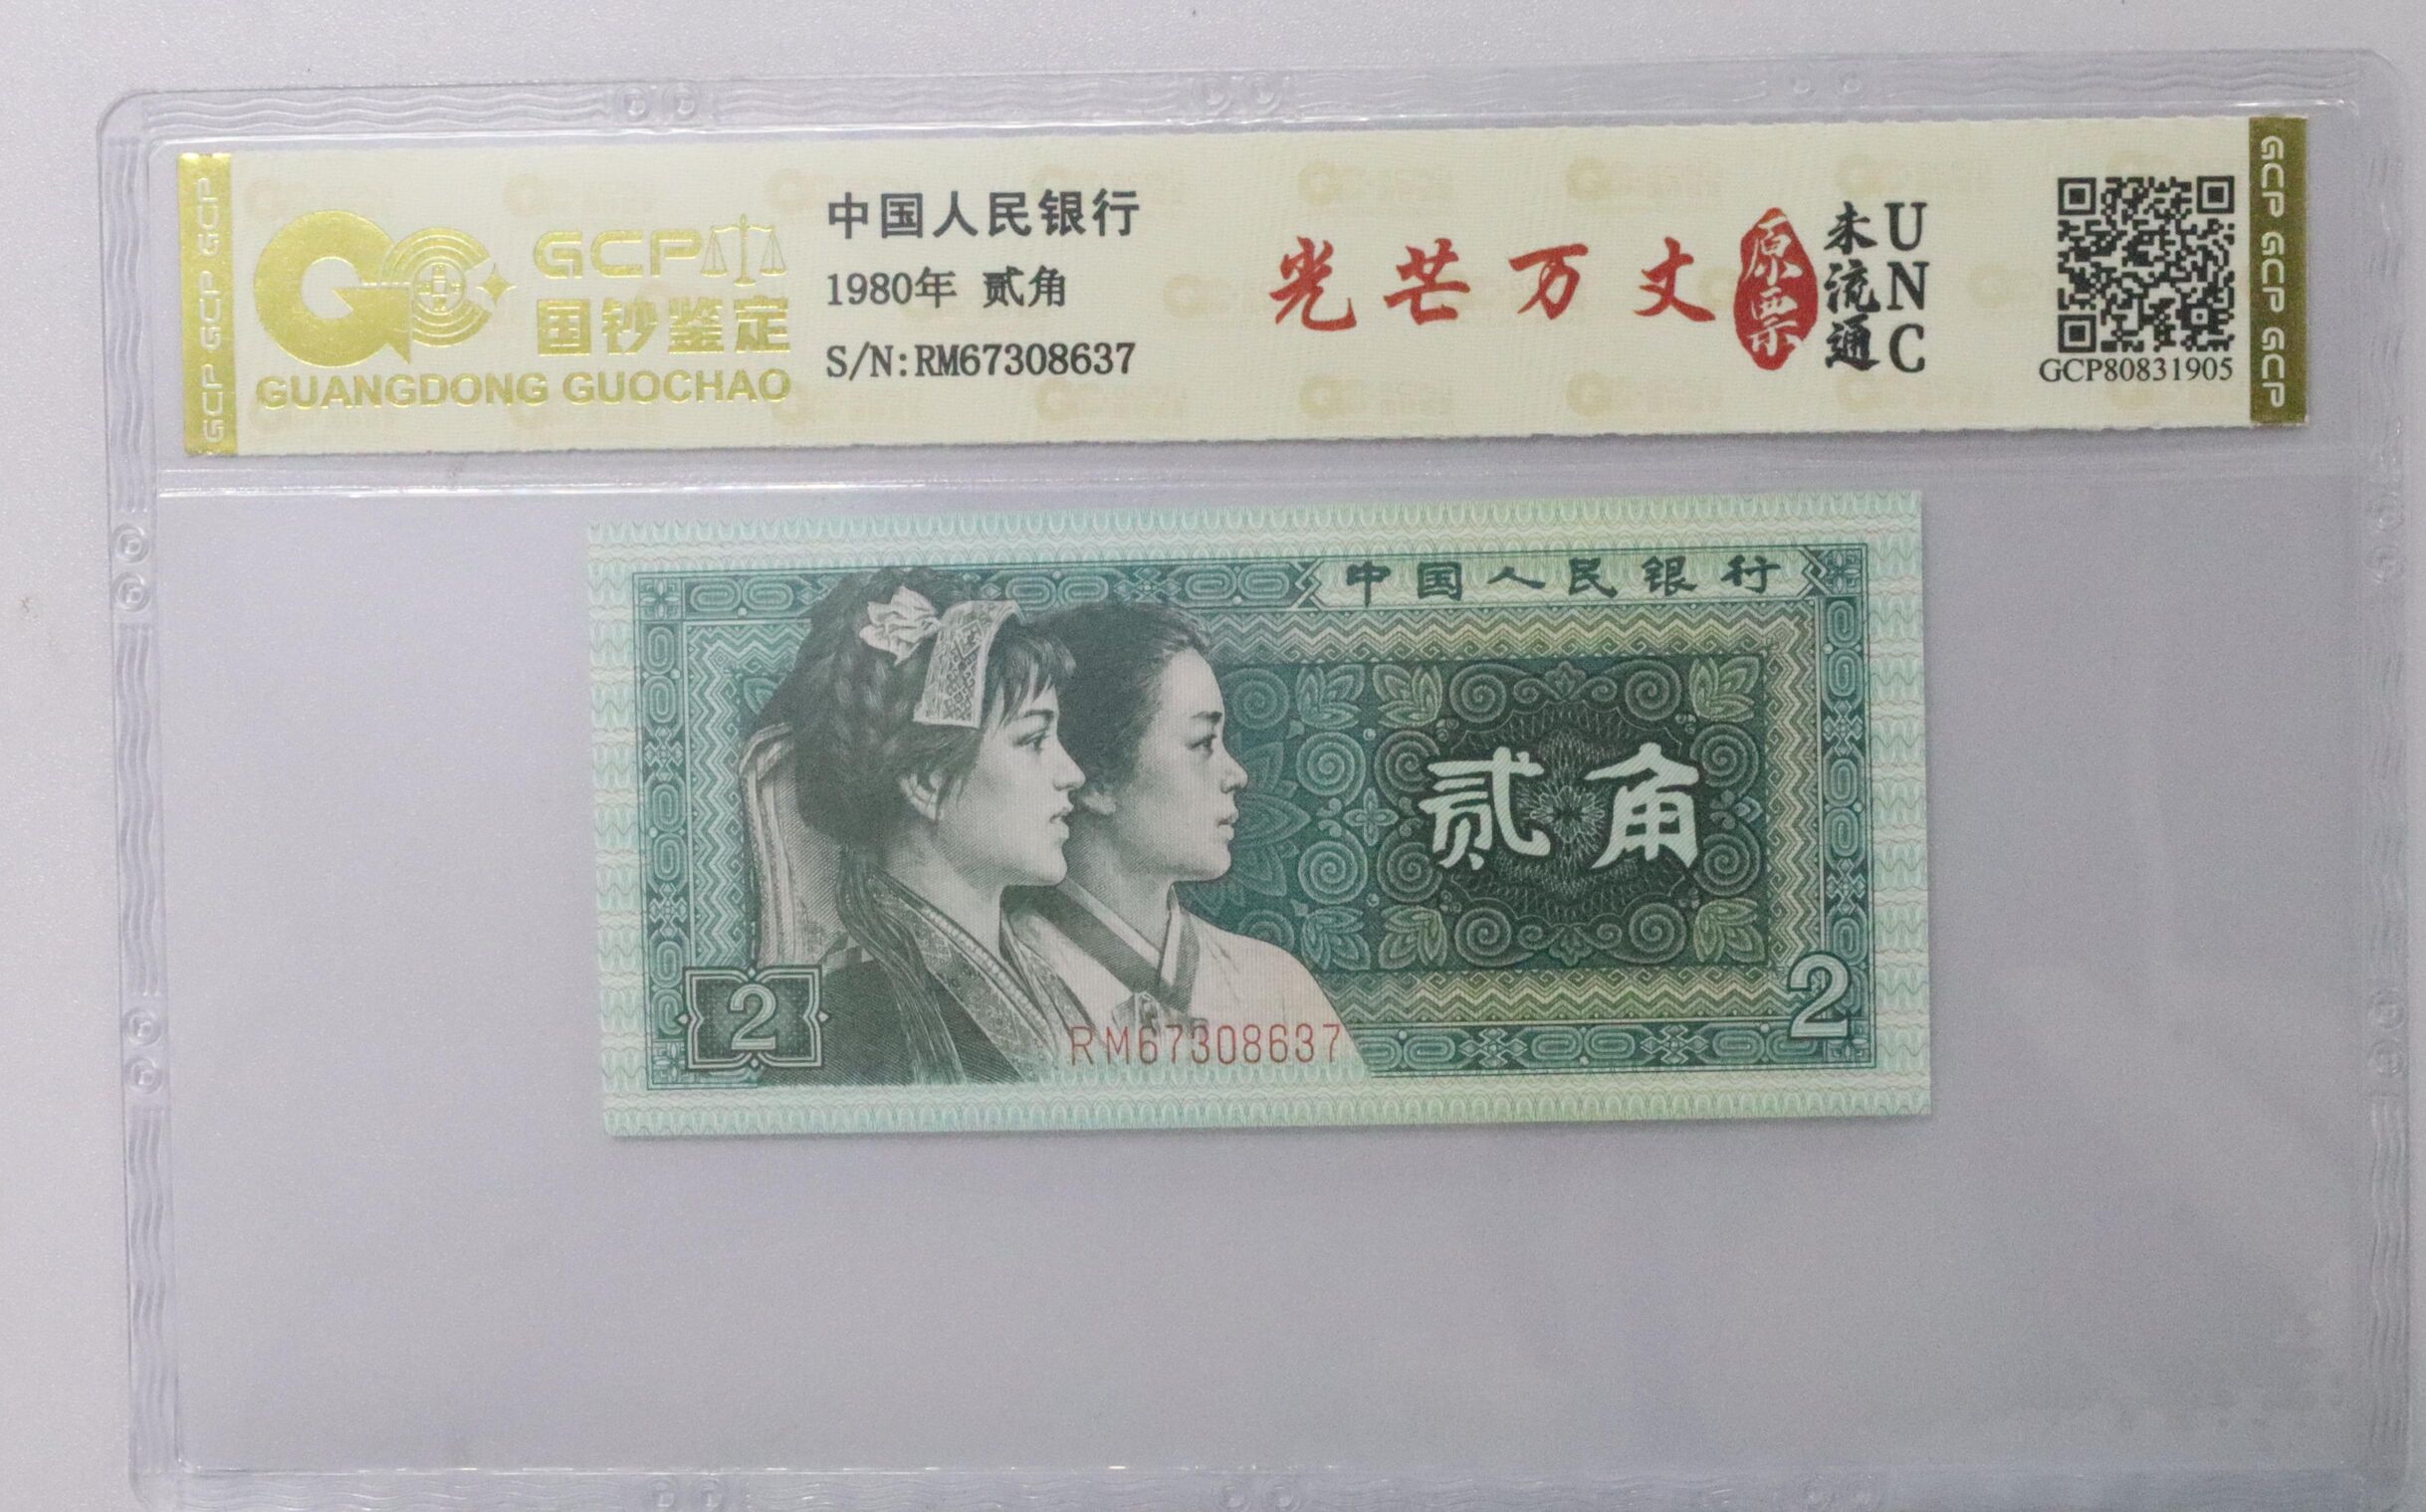 GCP GCP GCP
GCP
国钞鉴定
GUANGDONG GUOCHAO
中国人民银行
1980年 贰角
S/N:RM67308637
光芒万丈
原票
未流通
UNC
GCP80831905
GCP GCP GCP
中国人民银行
贰角
2
2
RM67308637